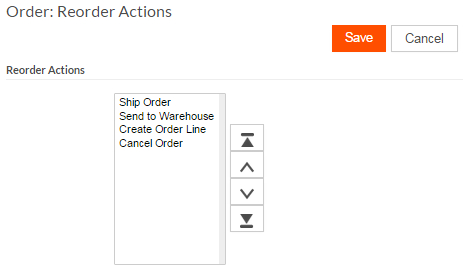 Order: Reorder Actions
Save
Cancel
Reorder Actions
Ship Order
Send to Warehouse
Create Order Line
Cancel Order